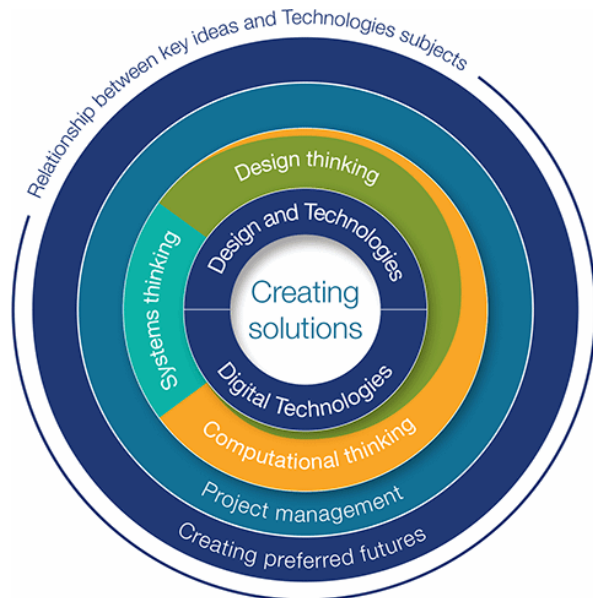 Relationship between key ideas and Technologies subjects
Design thinking
Design and Technologies
Systems thinking
Creating
solutions
Digital Technologies
Computational thinking
Project management
Creating preferred futures